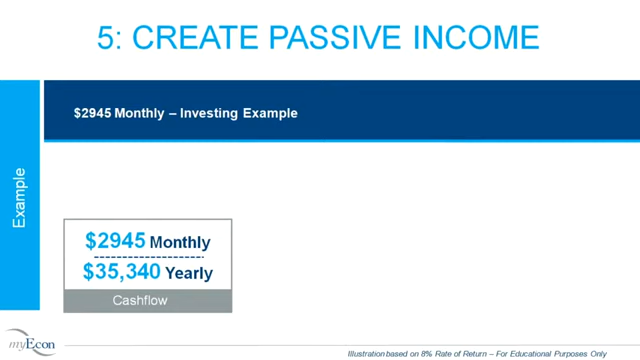 5: CREATE PASSIVE INCOME
$2945 Monthly – Investing Example
Example
$2945 Monthly
$35,340 Yearly
Cashflow
myEcon
Illustration based on 8% Rate of Return – For Educational Purposes Only